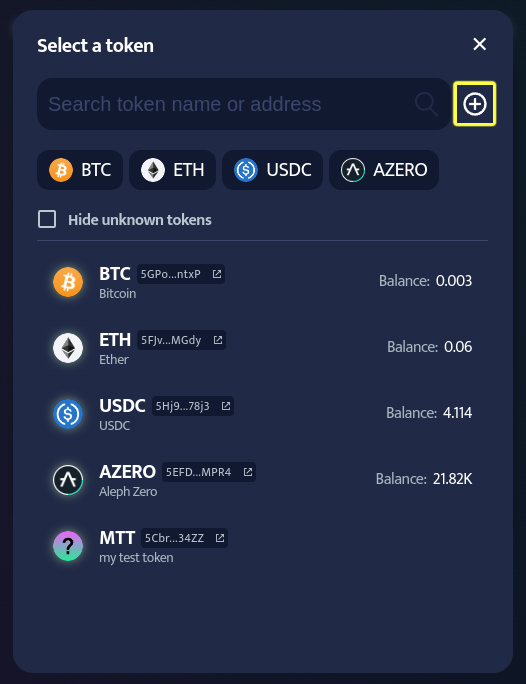 Select a token
Search token name or address
BTC ETH USDC AZERO
Hide unknown tokens
BTC 5GPo...ntxP Balance: 0.003
Bitcoin
ETH 5FJv...MGdy Balance: 0.06
Ether
USDC 5Hj9...78j3 Balance: 4.114
USDC
AZERO 5EFD...MPR4 Balance: 21.82K
Aleph Zero
? MTT 5Cbr...34ZZ
my test token